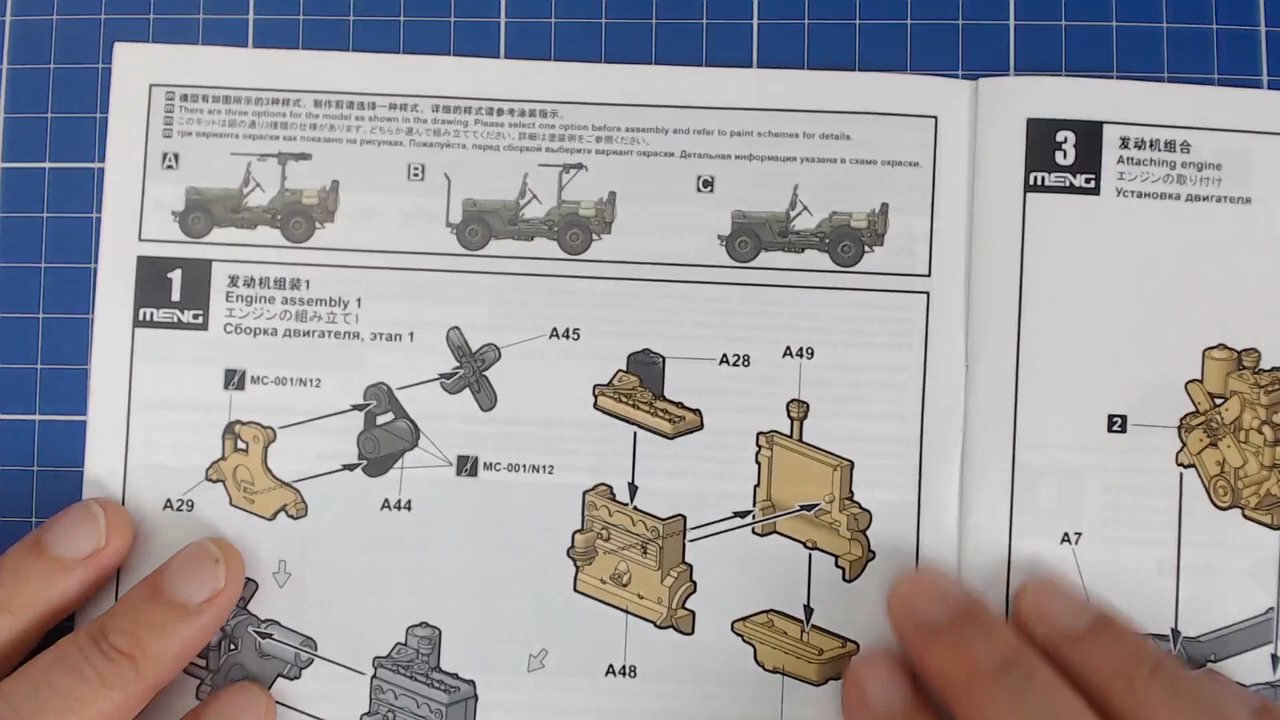 模型有如图所示的3种样式，制作前请选择一种样式，详细的样式请参考涂装指示。
There are three options for the model as shown in the drawing. Please select one option before assembly and refer to paint schemes for details.
このキットは図の通り3種類の仕様があります。どちらか選んで組み立ててください。詳細は塗装例をご参照ください。
три варианта окраски как показано на рисунках. Пожалуйста, перед сборкой выберите вариант окраски. Детальная информация указана в схеме окраски.
A
B
C
1
MENG
发动机组装1
Engine assembly 1
エンジンの組み立て1
Сборка двигателя, этап 1
A45
A28
A49
MC-001/N12
MC-001/N12
A29
A44
A48
3
MENG
发动机组合
Attaching engine
エンジンの取り付け
Установка двигателя
2
A7